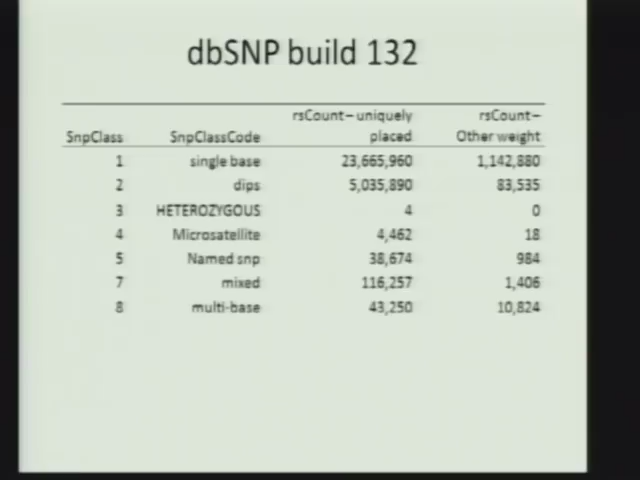 dbSNP build 132
rsCount – uniquely rsCount –
SnpClass SnpClassCode placed Other weight
1 single base 23,665,960 1,142,880
2 dips 5,035,890 83,535
3 HETEROZYGOUS 4 0
4 Microsatellite 4,462 18
5 Named snp 38,674 984
7 mixed 116,257 1,406
8 multi-base 43,250 10,824